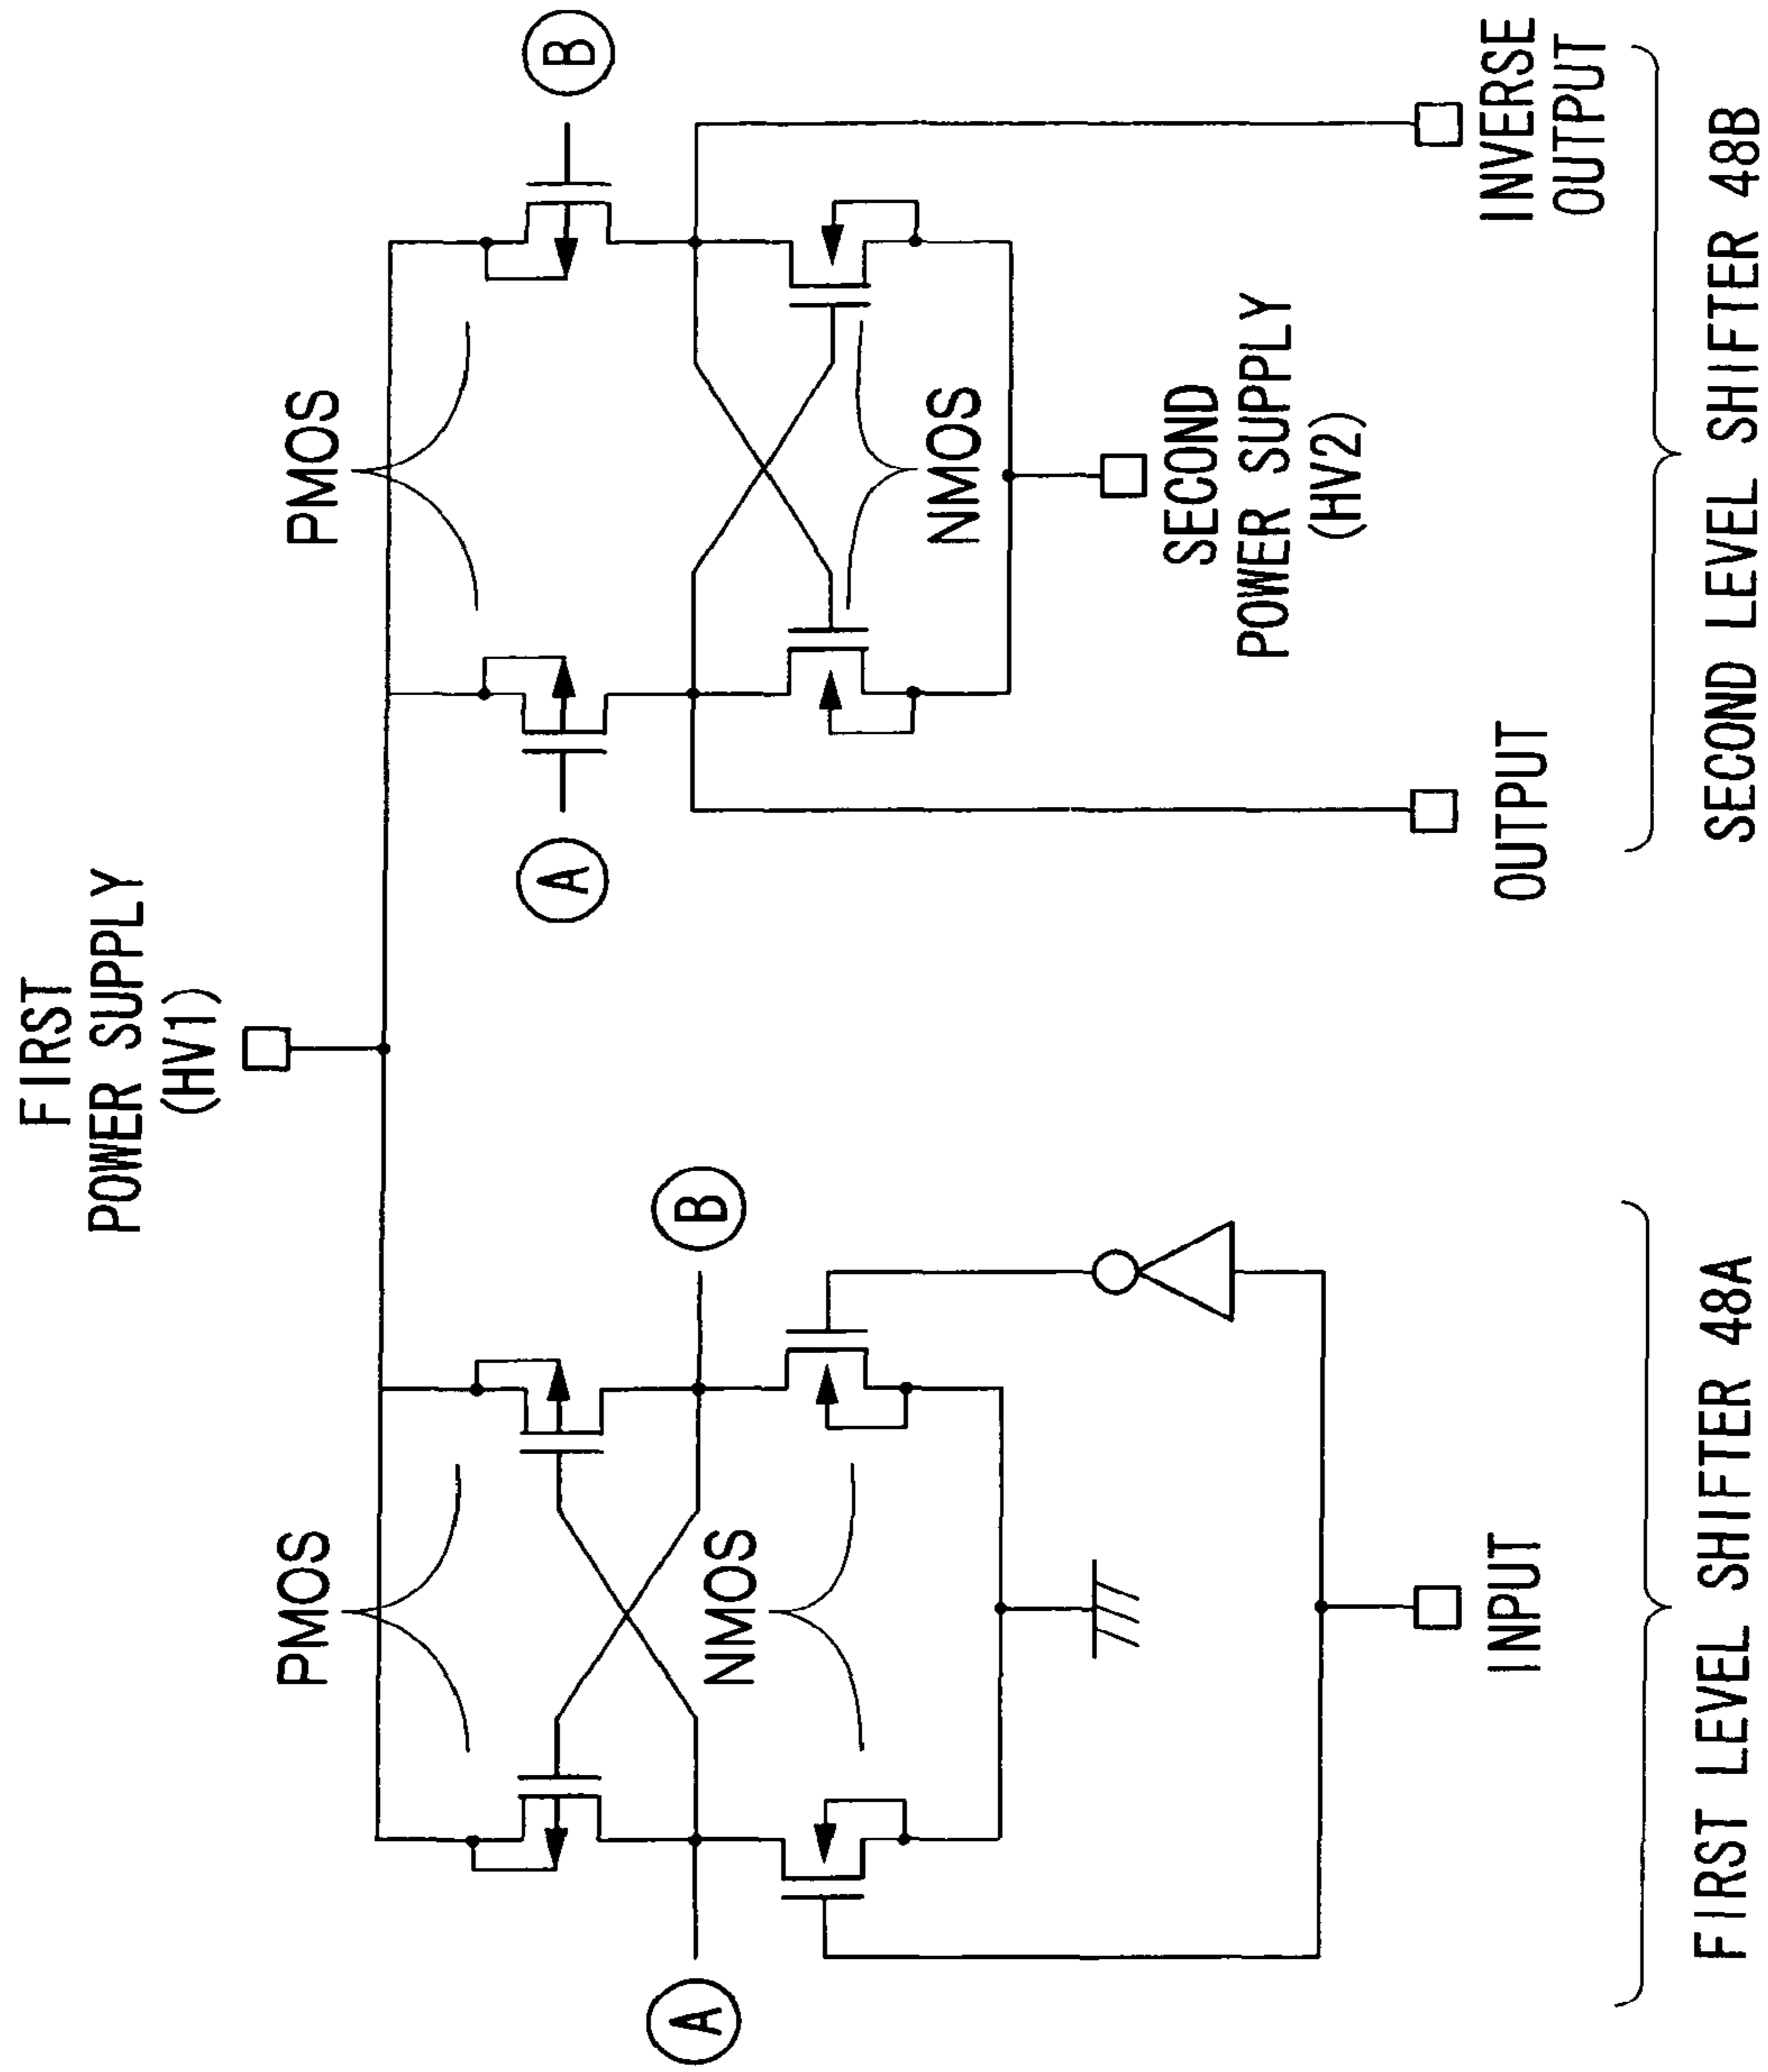 FIRST
POWER SUPPLY
(HV1)
PMOS
PMOS
B
A
B
A
NMOS
NMOS
SECOND
POWER SUPPLY
(HV2)
INPUT
OUTPUT
INVERSE
OUTPUT
FIRST LEVEL SHIFTER 48A
SECOND LEVEL SHIFTER 48B